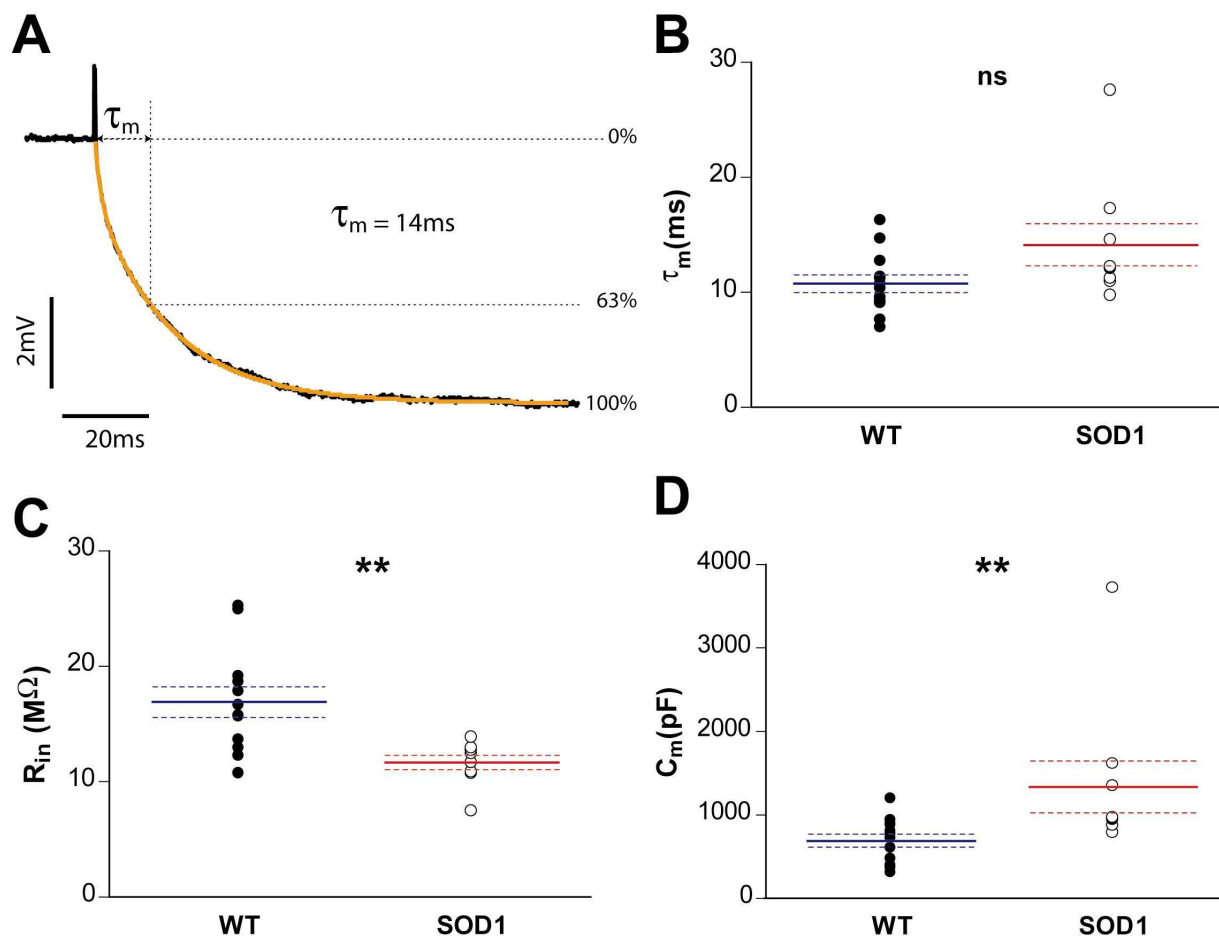 A
τm
0%
τm = 14ms
63%
2mV
100%
20ms
B
30
ns
20
τm(ms)
10
0
WT
SOD1
C
30
**
20
Rin (MΩ)
10
0
WT
SOD1
D
4000
**
3000
Cm(pF)
2000
1000
0
WT
SOD1